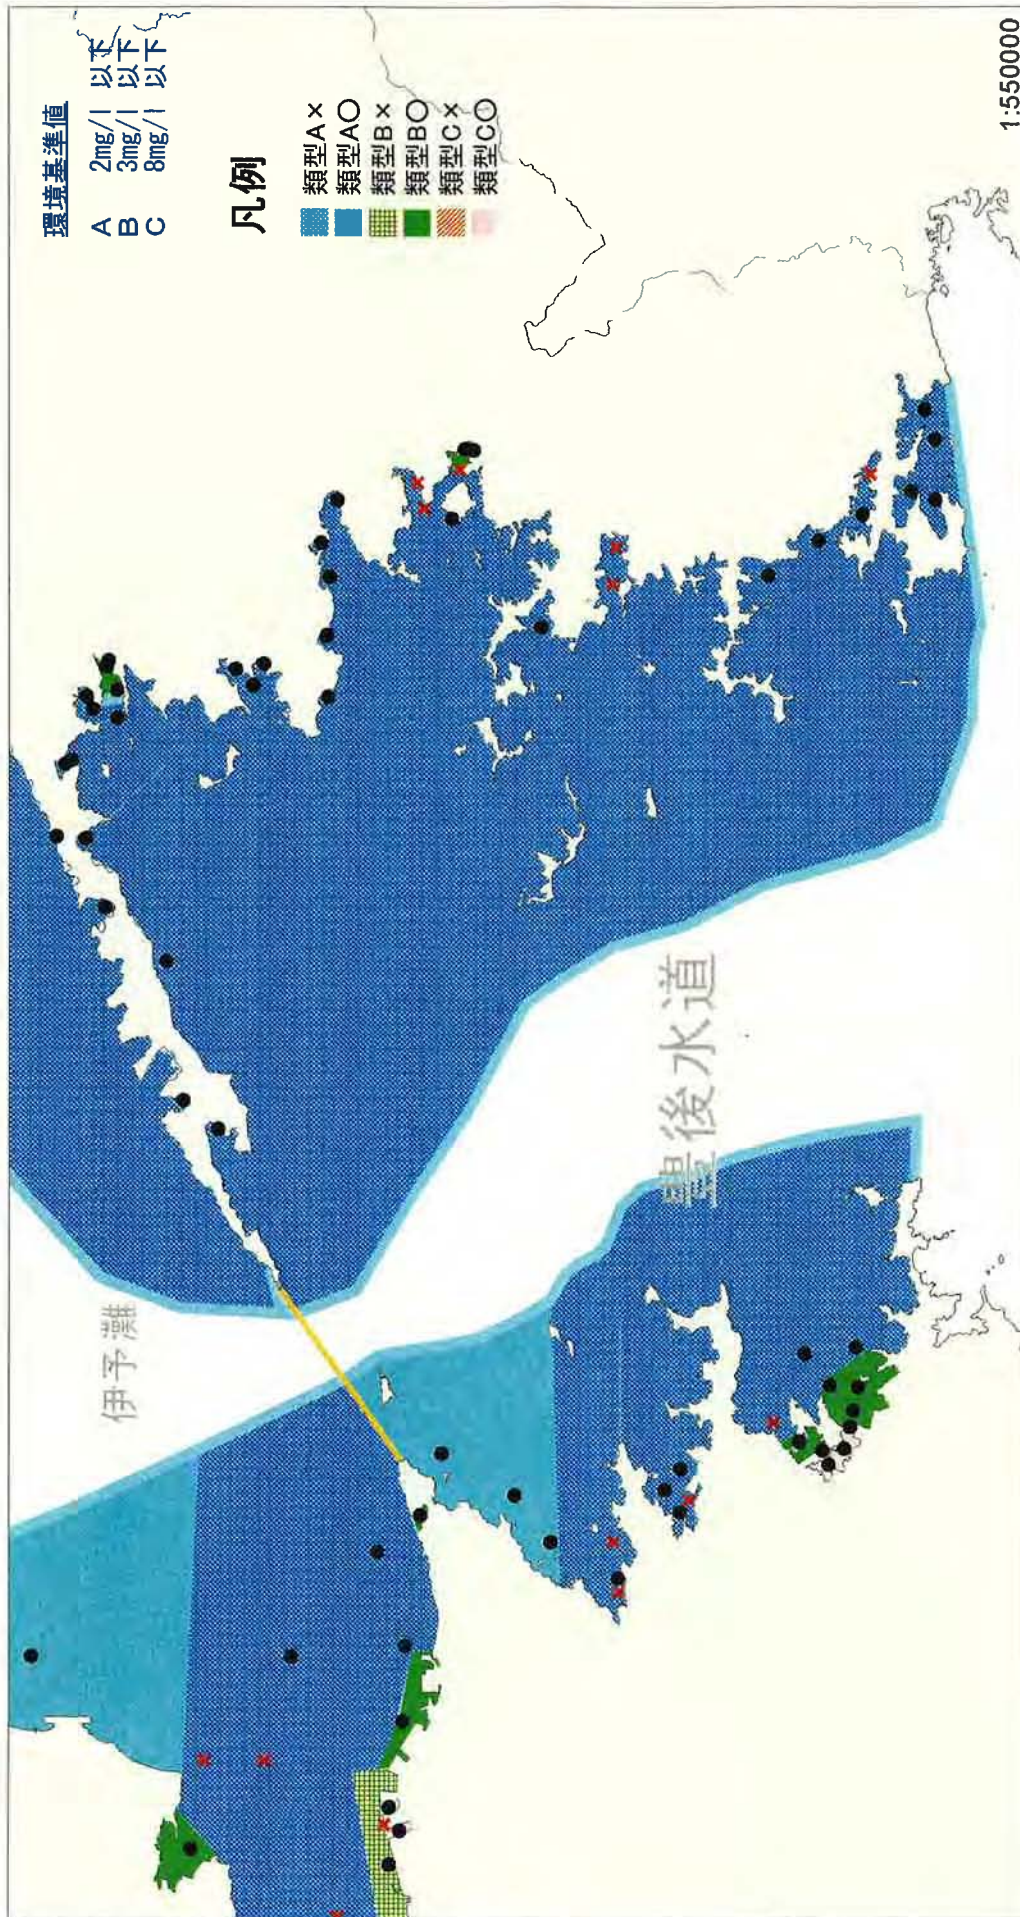 環境基準値
A 2mg/l 以下
B 3mg/l 以下
C 8mg/l 以下
凡例
類型A×
類型A○
類型B×
類型B○
類型C×
類型C○
伊予灘
豊後水道
1:550000